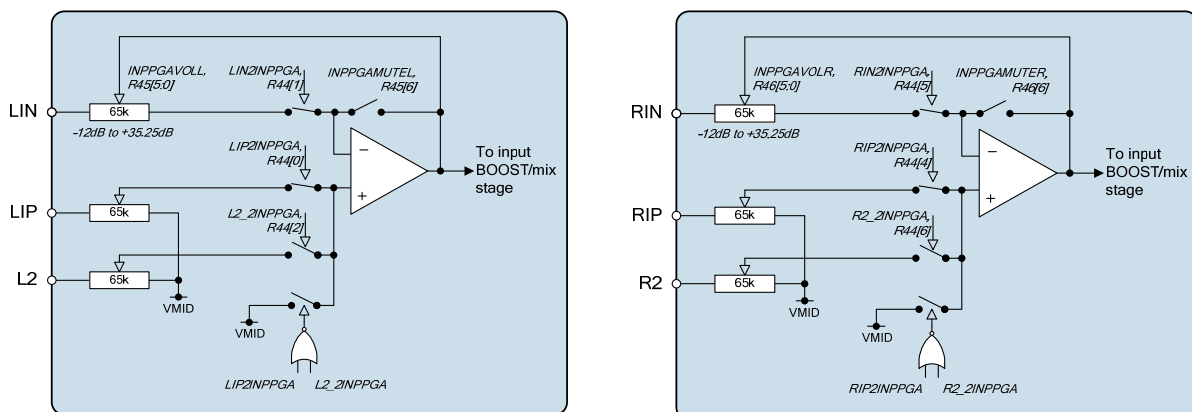 INPPGAVOLL,
R45[5:0]
LIN2INPPGA,
R44[1]
INPPGAMUTEL,
R45[6]
LIN
65k
-12dB to +35.25dB
LIP2INPPGA,
R44[0]
−
+
To input
BOOST/mix
stage
LIP
65k
L2_2INPPGA,
R44[2]
L2
65k
VMID
VMID
LIP2INPPGA
L2_2INPPGA
INPPGAVOLR,
R46[5:0]
RIN2INPPGA,
R44[5]
INPPGAMUTER,
R46[6]
RIN
65k
-12dB to +35.25dB
RIP2INPPGA,
R44[4]
−
+
To input
BOOST/mix
stage
RIP
65k
R2_2INPPGA,
R44[6]
R2
65k
VMID
VMID
RIP2INPPGA
R2_2INPPGA